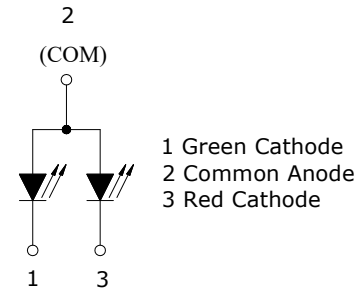 2
(COM)
1 Green Cathode
2 Common Anode
3 Red Cathode
1
3